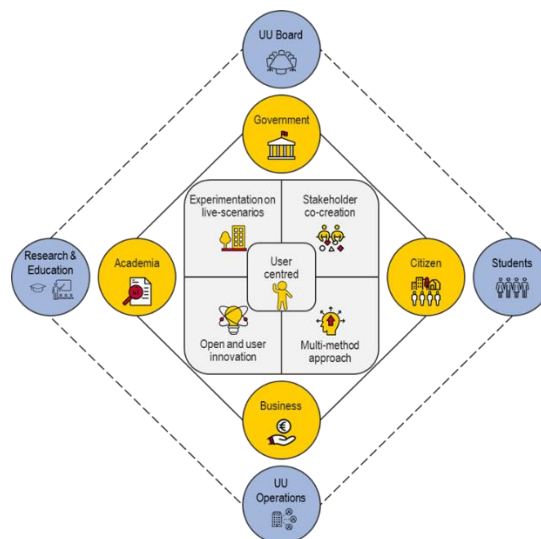 UU Board
Government
Experimentation on
live-scenarios
Stakeholder
co-creation
Research &
Education
Academia
User
centred
Citizen
Students
Open and user
innovation
Multi-method
approach
Business
€
UU
Operations